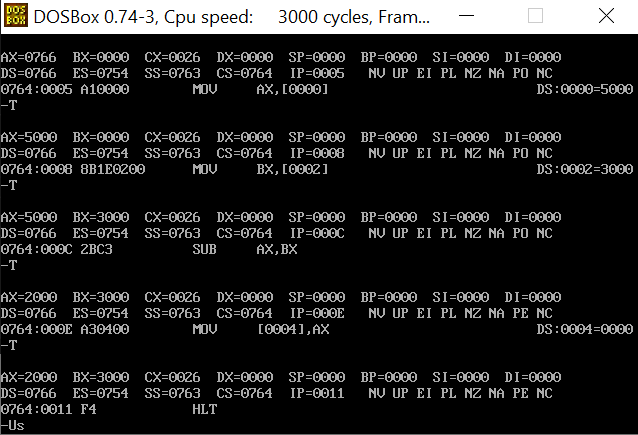 DOS BOX DOSBox 0.74-3, Cpu speed: 3000 cycles, Fram...
AX=0766 BX=0000 CX=0026 DX=0000 SP=0000 BP=0000 SI=0000 DI=0000
DS=0766 ES=0754 SS=0763 CS=0764 IP=0005 NV UP EI PL NZ NA PO NC
0764:0005 A10000 MOV AX,[0000] DS:0000=5000
-T
AX=5000 BX=0000 CX=0026 DX=0000 SP=0000 BP=0000 SI=0000 DI=0000
DS=0766 ES=0754 SS=0763 CS=0764 IP=0008 NV UP EI PL NZ NA PO NC
0764:0008 8B1E0200 MOV BX,[0002] DS:0002=3000
-T
AX=5000 BX=3000 CX=0026 DX=0000 SP=0000 BP=0000 SI=0000 DI=0000
DS=0766 ES=0754 SS=0763 CS=0764 IP=000C NV UP EI PL NZ NA PO NC
0764:000C 2BC3 SUB AX,BX
-T
AX=2000 BX=3000 CX=0026 DX=0000 SP=0000 BP=0000 SI=0000 DI=0000
DS=0766 ES=0754 SS=0763 CS=0764 IP=000E NV UP EI PL NZ NA PE NC
0764:000E A30400 MOV [0004],AX DS:0004=0000
-T
AX=2000 BX=3000 CX=0026 DX=0000 SP=0000 BP=0000 SI=0000 DI=0000
DS=0766 ES=0754 SS=0763 CS=0764 IP=0011 NV UP EI PL NZ NA PE NC
0764:0011 F4 HLT
-Us